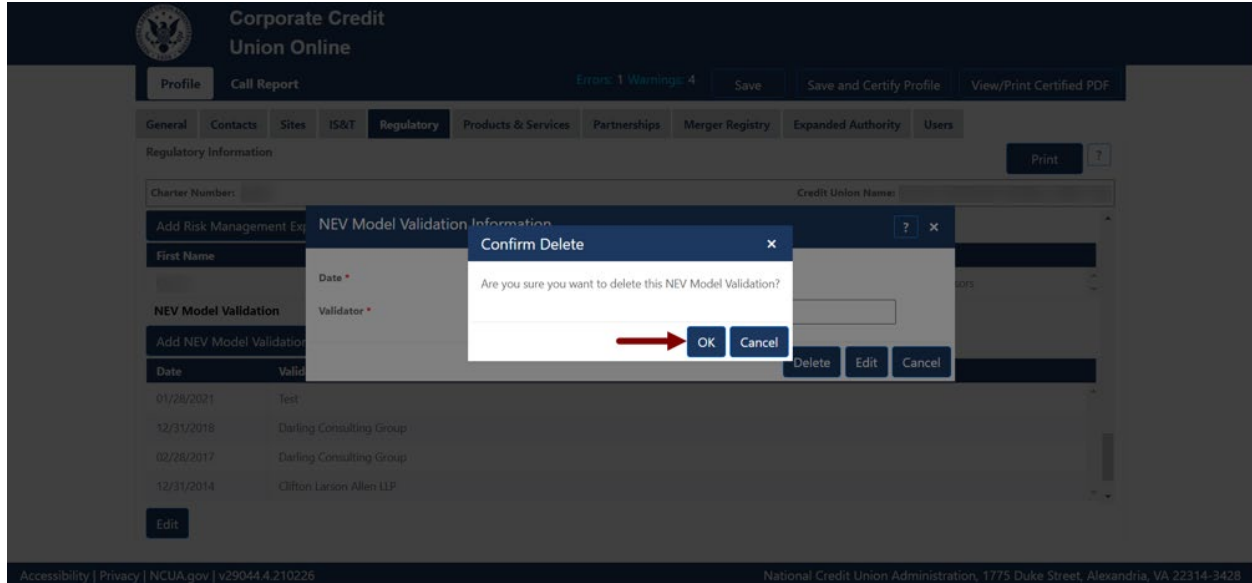 Corporate Credit
Union Online
Profile Call Report Errors: 1 Warnings: 4 Save Save and Certify Profile View/Print Certified PDF
General Contacts Sites IS&T Regulatory Products & Services Partnerships Merger Registry Expanded Authority Users
Regulatory Information
Print ?
Charter Number: Credit Union Name:
Add Risk Management
NEV Model Validation Information ? ×
Confirm Delete ×
First Name
Date *
Are you sure you want to delete this NEV Model Validation?
NEV Model Validation
Validator *
Add NEV Model Validation
OK Cancel
Delete Edit Cancel
Date Valid
01/28/2021 Test
12/31/2018 Darling Consulting Group
02/28/2017 Darling Consulting Group
12/31/2014 Clifton Larson Allen LLP
Edit
Accessibility | Privacy | NCUA.gov | v29044.4.210226 National Credit Union Administration, 1775 Duke Street, Alexandria, VA 22314-3428